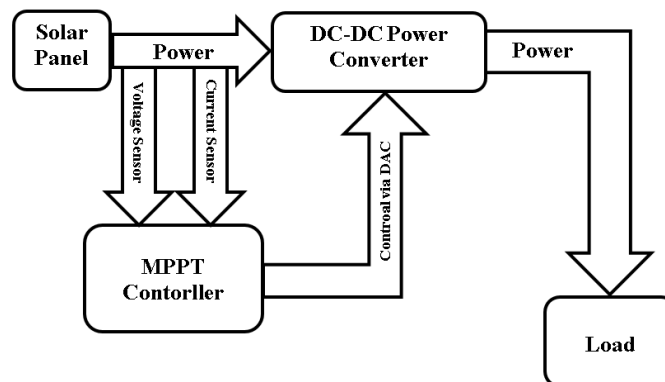 Solar
Panel
Power
DC-DC Power
Converter
Power
Voltage Sensor
Current Sensor
Controal via DAC
MPPT
Contorller
Load